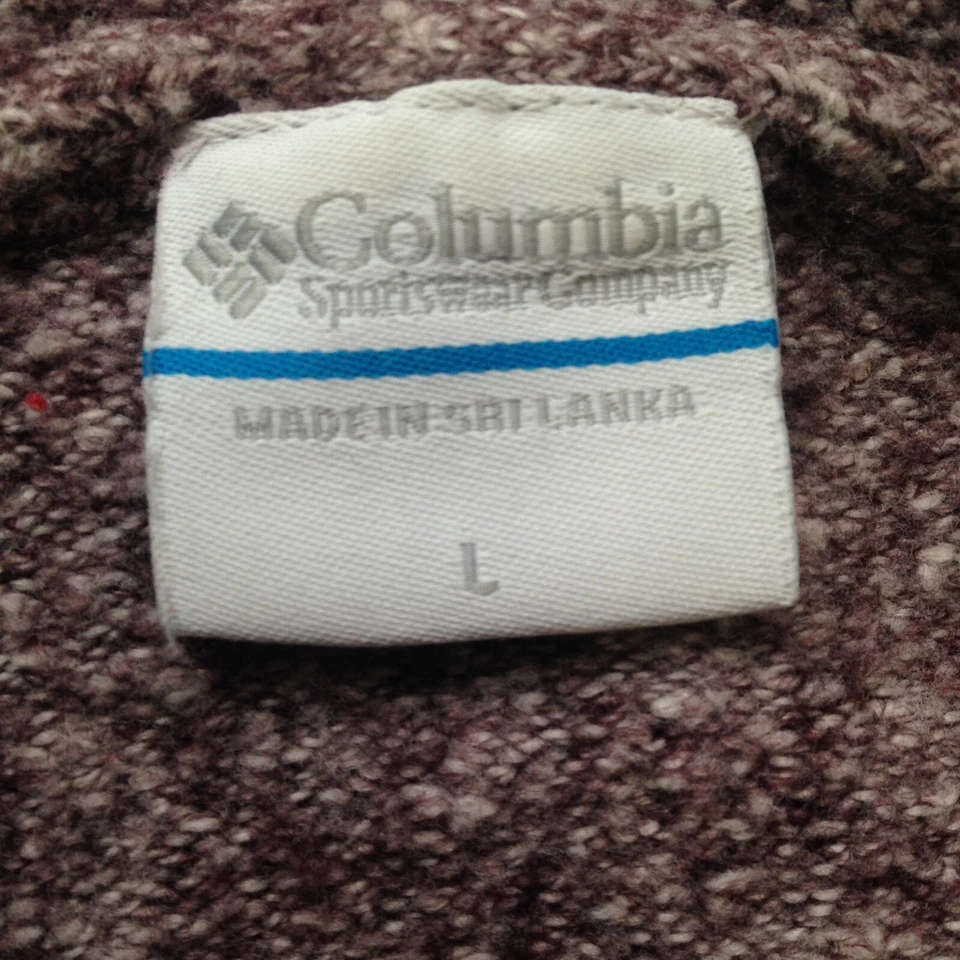 Columbia
Sportswear Company
MADE IN SRI LANKA
L